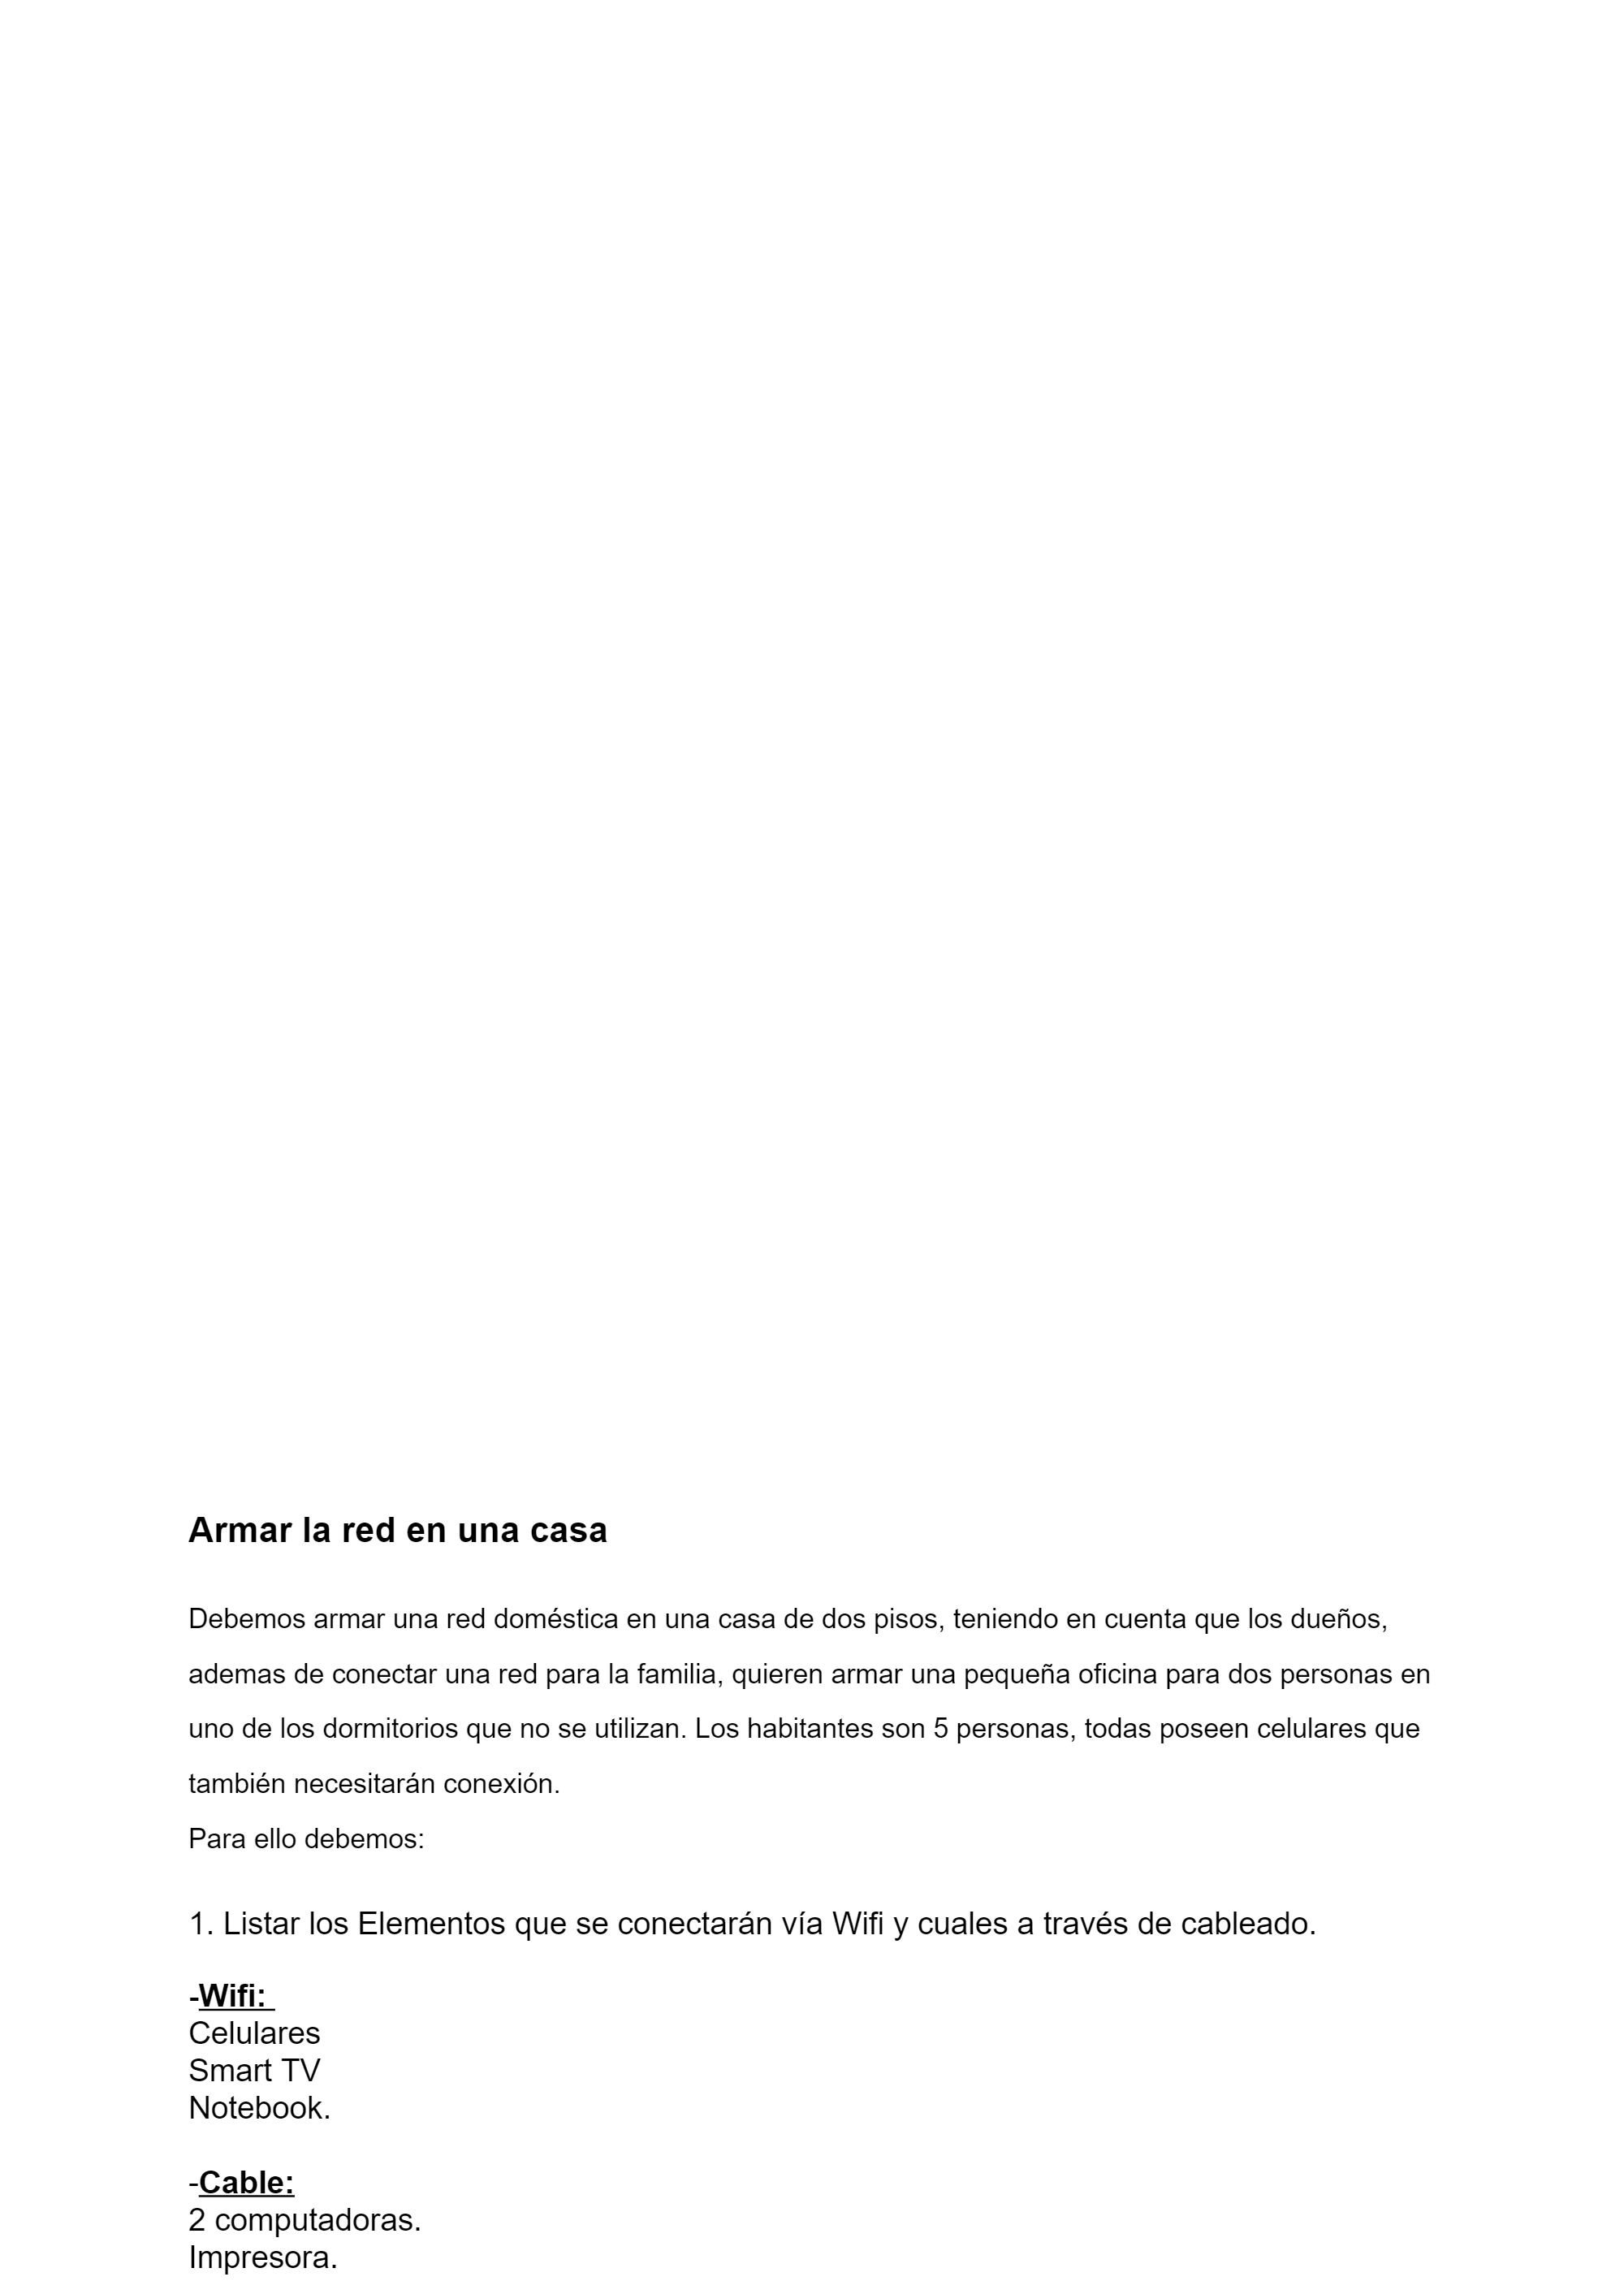 Armar la red en una casa
Debemos armar una red doméstica en una casa de dos pisos, teniendo en cuenta que los dueños,
ademas de conectar una red para la familia, quieren armar una pequeña oficina para dos personas en
uno de los dormitorios que no se utilizan. Los habitantes son 5 personas, todas poseen celulares que
también necesitarán conexión.
Para ello debemos:
1. Listar los Elementos que se conectarán vía Wifi y cuales a través de cableado.
-Wifi:
Celulares
Smart TV
Notebook.
-Cable:
2 computadoras.
Impresora.